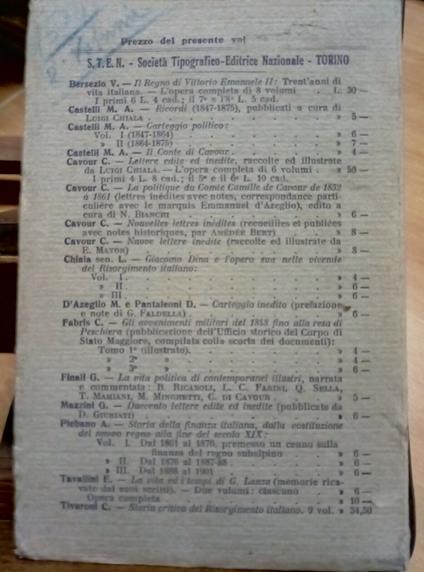 Prezzo del presente vol
S.T.E.N. - Società Tipografico-Editrice Nazionale - TORINO
Bersezio V. — Il Regno di Vittorio Emanuele II: Trent'anni di
vita italiana. — L'opera completa di 8 volumi . L. 30 —
I primi 6 L. 4 cad.; il 7º e l'8º L. 5 cad.
Castelli M. A. — Ricordi (1847-1875), pubblicati a cura di
LUIGI CHIALA » 5 —
Castelli M. A. — Carteggio politico:
Vol. I (1847-1864) » 6 —
» II (1864-1875) » 7 —
Castelli M. A. — Il Conte di Cavour » 4 —
Cavour C. — Lettere edite ed inedite, raccolte ed illustrate
da LUIGI CHIALA. — L'opera completa di 6 volumi . » 50 —
I primi 4 L. 8 cad.; il 5º e il 6º L. 10 cad.
Cavour C. — La politique du Comte Camille de Cavour de 1852
à 1861 (lettres inédites avec notes, correspondance parti-
culière avec le marquis Emmanuel d'Azeglio), edito a
cura di N. BIANCHI » 6 —
Cavour C. — Nouvelles lettres inédites (recueillies et publiées
avec notes historiques, par AMÉDÉE BERT) » 8 —
Cavour C. — Nuove lettere inedite (raccolte ed illustrate da
E. MAYOR) » 8 —
Chiala sen. L. — Giacomo Dina e l'opera sua nelle vicende
del Risorgimento italiano:
Vol. I » 4 —
» II » 6 —
» III » 6 —
D'Azeglio M. e Pantaleoni D. — Carteggio inedito (prefazione
e note di G. FALDELLA) » 6 —
Fabris C. — Gli avvenimenti militari del 1848 fino alla resa di
Peschiera (pubblicazione dell'Ufficio storico del Corpo di
Stato Maggiore, compilata colla scorta dei documenti):
Tomo 1º (illustrato) » 4 —
» 2º » » 4 —
» 3º » » 6 —
Finali G. — La vita politica di contemporanei illustri, narrata
e commentata: B. RICASOLI, L. C. FARINI, Q. SELLA,
T. MAMIANI, M. MINGHETTI, C. DI CAVOUR » 5 —
Mazzini G. — Duecento lettere edite ed inedite (pubblicate da
D. GIURIATI) » 6 —
Plebano A. — Storia della finanza italiana, dalla costituzione
del nuovo regno alla fine del secolo XIX:
Vol. I. Dal 1861 al 1876, premesso un cenno sulla
finanza del regno subalpino » 6 —
» II. Dal 1876 al 1887-88 » 6 —
» III. Dal 1888 al 1901 » 6 —
Tavallini E. — La vita ed i tempi di G. Lanza (memorie rica-
vate dai suoi scritti). — Due volumi: ciascuno » 6 —
Opera completa » 10 —
Tivaroni C. — Storia critica del Risorgimento italiano. 9 vol. » 34,50